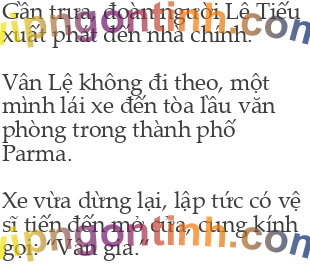 Gần trưa, đoàn người Lê Tiếu
xuất phát đến nhà chính.
Vân Lệ không đi theo, một
mình lái xe đến tòa lầu văn
phòng trong thành phố
Parma.
Xe vừa dừng lại, lập tức có vệ
sĩ tiến đến mở cửa, cung kính
gọi: “Vân gia.“